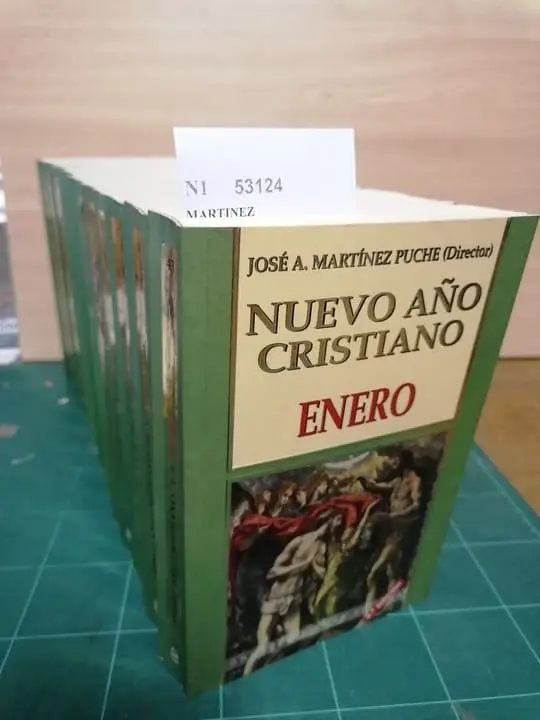 N1 53124
MARTINEZ
JOSÉ A. MARTÍNEZ PUCHE (Director)
NUEVO AÑO
CRISTIANO
ENERO